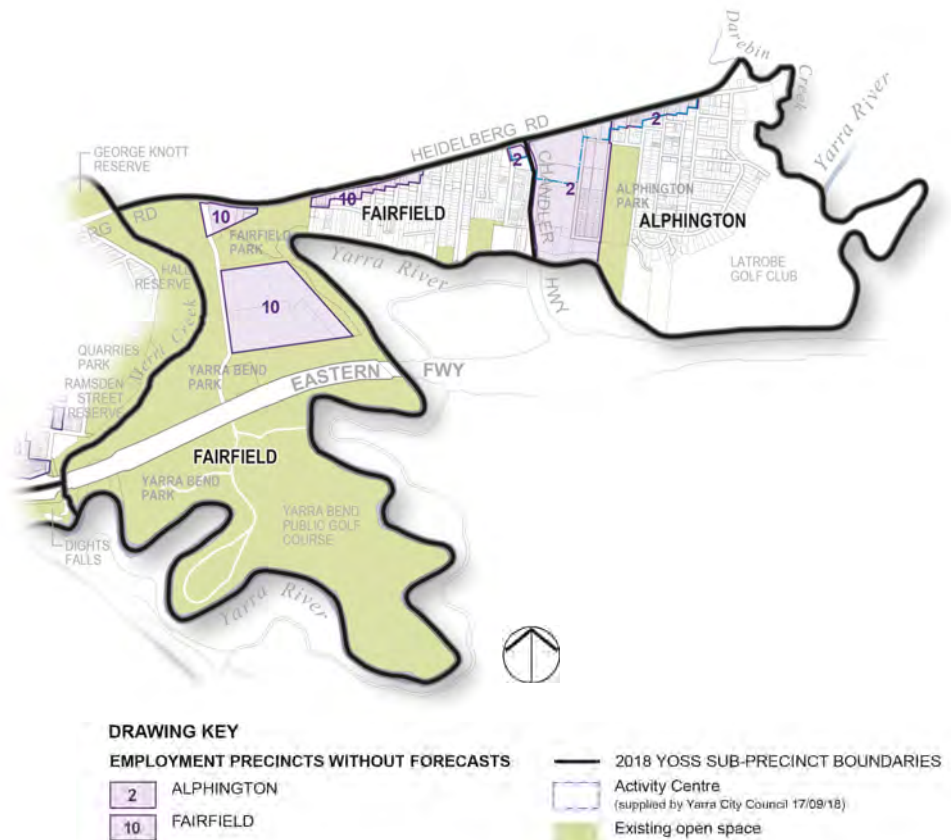 Darebin
Creek
Yarra River
GEORGE KNOTT
RESERVE
HEIDELBERG RD
2
2
CHANDLER
HWY
2
10
10
FAIRFIELD
ALPHINGTON
PARK
ALPHINGTON
ERG RD
FAIRFIELD
PARK
HALL
RESERVE
Yarra River
LATROBE
GOLF CLUB
10
Merri Creek
QUARRIES
PARK
YARRA BEND
PARK
RAMSDEN
STREET
RESERVE
EASTERN FWY
FAIRFIELD
YARRA BEND
PARK
YARRA BEND
PUBLIC GOLF
COURSE
DIGHTS
FALLS
Yarra River
DRAWING KEY
EMPLOYMENT PRECINCTS WITHOUT FORECASTS
2 ALPHINGTON
10 FAIRFIELD
2018 YOSS SUB-PRECINCT BOUNDARIES
Activity Centre
(supplied by Yarra City Council 17/09/18)
Existing open space